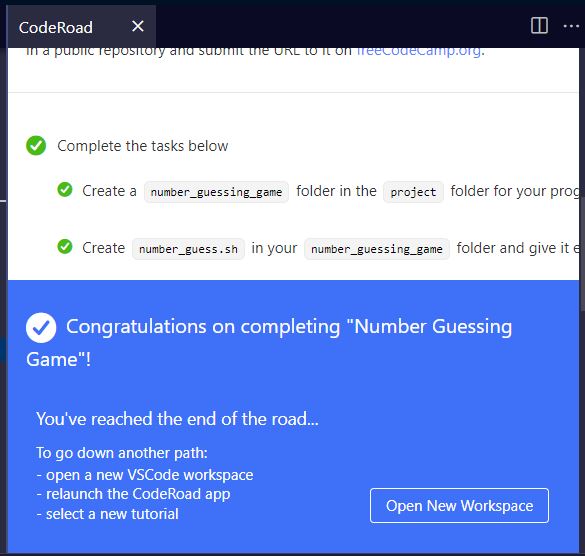 CodeRoad
in a public repository and submit the URL to it on freeCodeCamp.org.
Complete the tasks below
Create a number_guessing_game folder in the project folder for your prog
Create number_guess.sh in your number_guessing_game folder and give it e
Congratulations on completing "Number Guessing
Game"!
You've reached the end of the road...
To go down another path:
- open a new VSCode workspace
- relaunch the CodeRoad app
- select a new tutorial
Open New Workspace